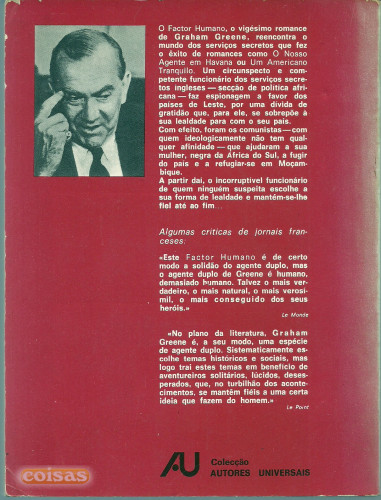 O Factor Humano, o vigésimo romance
de Graham Greene, reencontra o
mundo dos serviços secretos que fez
o êxito de romances como O Nosso
Agente em Havana ou Um Americano
Tranquilo. Um circunspecto e com-
petente funcionário dos serviços secre-
tos ingleses — secção de política afri-
cana — faz espionagem a favor dos
países de Leste, por uma dívida de
gratidão que, para ele, se sobrepõe à
sua lealdade para com o seu país.
Com efeito, foram os comunistas — com
quem ideologicamente não tem qual-
quer afinidade — que ajudaram a sua
mulher, negra da África do Sul, a fugir
do país e a refugiar-se em Moçam-
bique.
A partir daí, o incorruptível funcionário
de quem ninguém suspeita escolhe a
sua forma de lealdade e mantém-se-lhe
fiel até ao fim...
Algumas críticas de jornais fran-
ceses:
«Este Factor Humano é de certo
modo a solidão do agente duplo, mas
o agente duplo de Greene é humano,
demasiado humano. Talvez o mais ver-
dadeiro, o mais natural, o mais verosí-
mil, o mais conseguido dos seus
heróis.»
Le Monde
«No plano da literatura, Graham
Greene é, a seu modo, uma espécie
de agente duplo. Sistematicamente es-
colhe temas históricos e sociais, mas
logo trai estes temas em benefício de
aventureiros solitários, lúcidos, deses-
perados, que, no turbilhão dos aconte-
cimentos, se mantêm fiéis a uma certa
ideia que fazem do homem.»
Le Point
AU
Colecção
AUTORES UNIVERSAIS
coisas